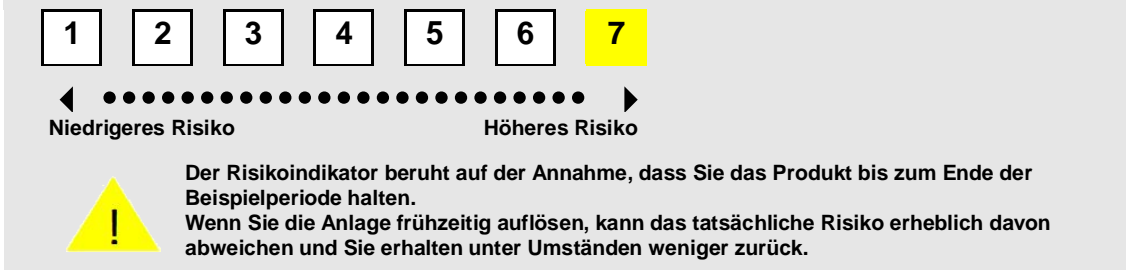 1 2 3 4 5 6 7
Niedrigeres Risiko Höheres Risiko
Der Risikoindikator beruht auf der Annahme, dass Sie das Produkt bis zum Ende der
Beispielperiode halten.
Wenn Sie die Anlage frühzeitig auflösen, kann das tatsächliche Risiko erheblich davon
abweichen und Sie erhalten unter Umständen weniger zurück.
!